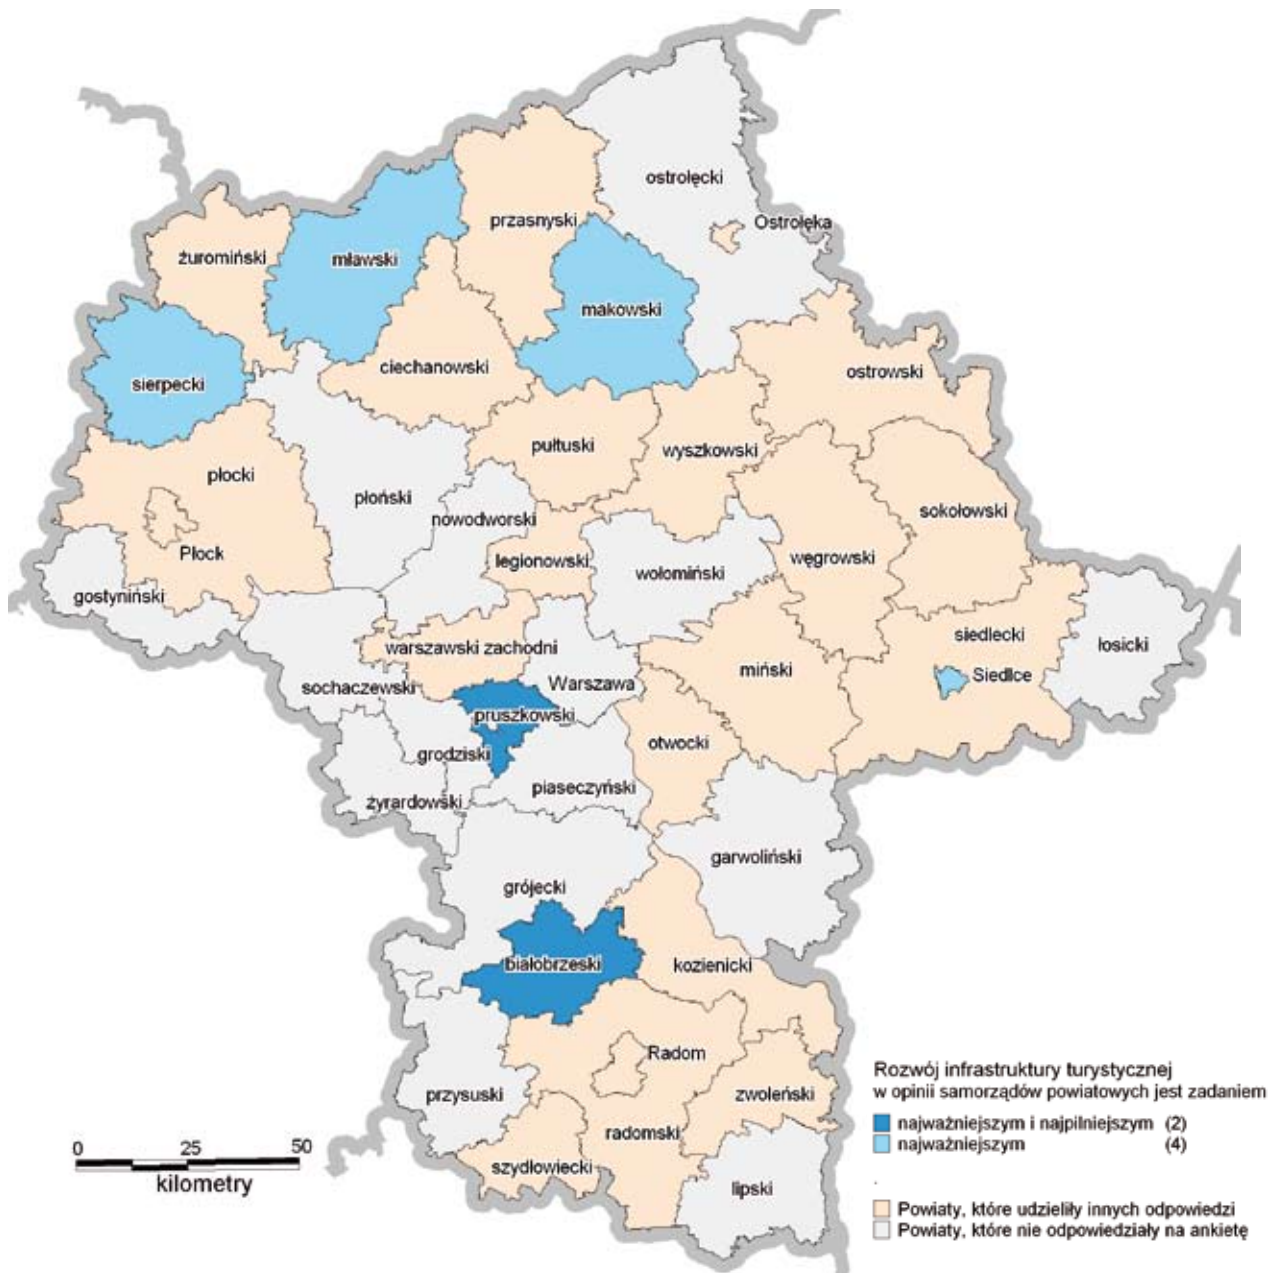 ostrołęcki
Ostrołęka
przasnyski
żuromiński
mławski
makowski
ciechanowski
ostrowski
sierpecki
pułtuski
wyszkowski
płocki
płoński
sokołowski
nowodworski
Płock
legionowski
wołomiński
węgrowski
gostyniński
siedlecki
łosicki
warszawski zachodni
miński
Siedlce
sochaczewski
Warszawa
pruszkowski
otwocki
grodziski
piaseczyński
żyrardowski
garwoliński
grójecki
białobrzeski
kozienicki
Radom
przysuski
zwoleński
radomski
szydłowiecki
lipski
0 25 50
kilometry
Rozwój infrastruktury turystycznej
w opinii samorządów powiatowych jest zadaniem
najważniejszym i najpilniejszym (2)
najważniejszym (4)
Powiaty, które udzieliły innych odpowiedzi
Powiaty, które nie odpowiedziały na ankietę